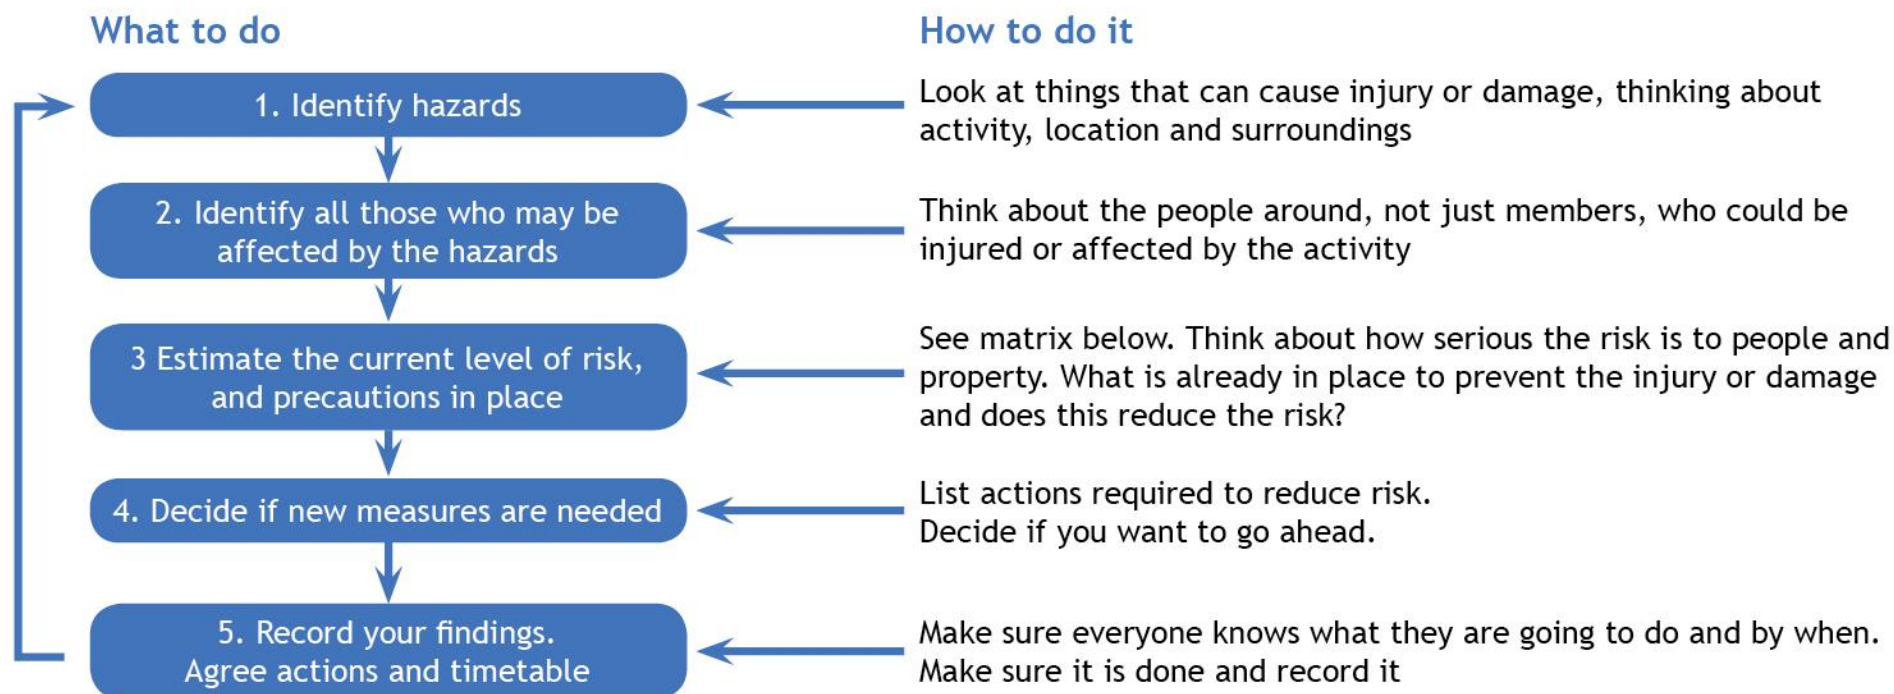 What to do
How to do it
1. Identify hazards
Look at things that can cause injury or damage, thinking about
activity, location and surroundings
2. Identify all those who may be
affected by the hazards
Think about the people around, not just members, who could be
injured or affected by the activity
3 Estimate the current level of risk,
and precautions in place
See matrix below. Think about how serious the risk is to people and
property. What is already in place to prevent the injury or damage
and does this reduce the risk?
4. Decide if new measures are needed
List actions required to reduce risk.
Decide if you want to go ahead.
5. Record your findings.
Agree actions and timetable
Make sure everyone knows what they are going to do and by when.
Make sure it is done and record it